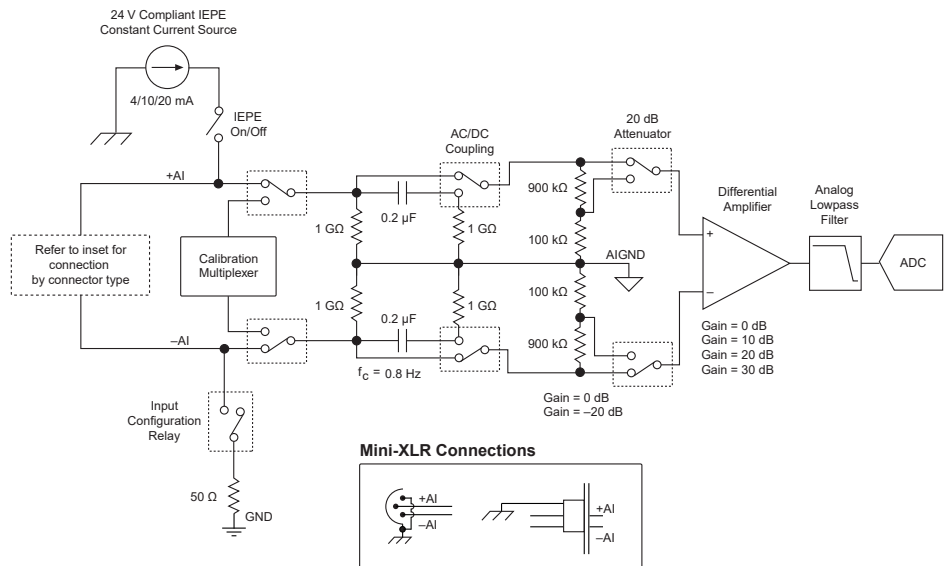 24 V Compliant IEPE
Constant Current Source
4/10/20 mA
IEPE
On/Off
+AI
Refer to inset for
connection
by connector type
Calibration
Multiplexer
–AI
Input
Configuration
Relay
50 Ω
GND
1 GΩ
1 GΩ
0.2 µF
0.2 µF
fc = 0.8 Hz
AC/DC
Coupling
1 GΩ
1 GΩ
20 dB
Attenuator
900 kΩ
100 kΩ
AIGND
100 kΩ
900 kΩ
Gain = 0 dB
Gain = –20 dB
Differential
Amplifier
+
–
Gain = 0 dB
Gain = 10 dB
Gain = 20 dB
Gain = 30 dB
Analog
Lowpass
Filter
ADC
Mini-XLR Connections
+AI
–AI
+AI
–AI